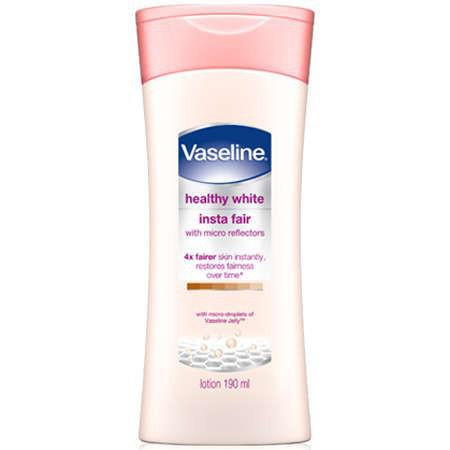 Vaseline.
healthy white
insta fair
with micro reflectors
4x fairer skin instantly,
restores fairness
over time*
with micro-droplets of
Vaseline Jelly™
lotion 190 ml